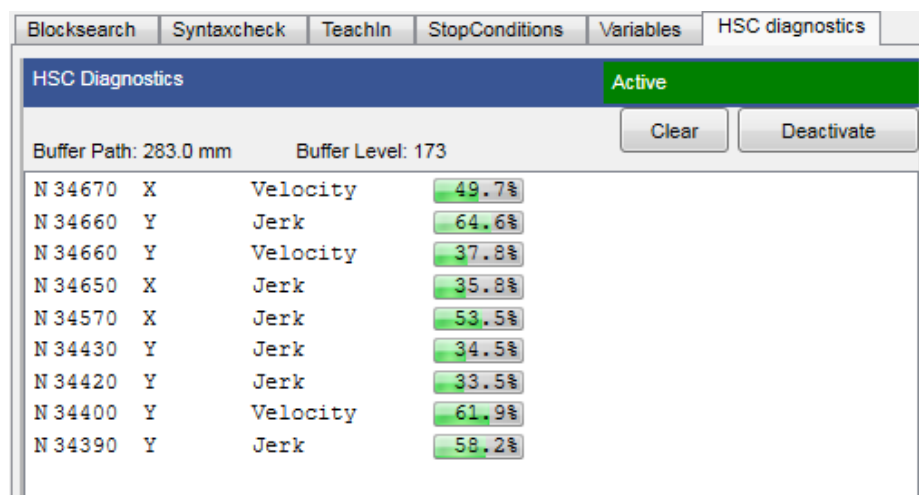 Blocksearch Syntaxcheck TeachIn StopConditions Variables HSC diagnostics
HSC Diagnostics Active
Clear Deactivate
Buffer Path: 283.0 mm Buffer Level: 173
N 34670 X Velocity 49.7%
N 34660 Y Jerk 64.6%
N 34660 Y Velocity 37.8%
N 34650 X Jerk 35.8%
N 34570 X Jerk 53.5%
N 34430 Y Jerk 34.5%
N 34420 Y Jerk 33.5%
N 34400 Y Velocity 61.9%
N 34390 Y Jerk 58.2%